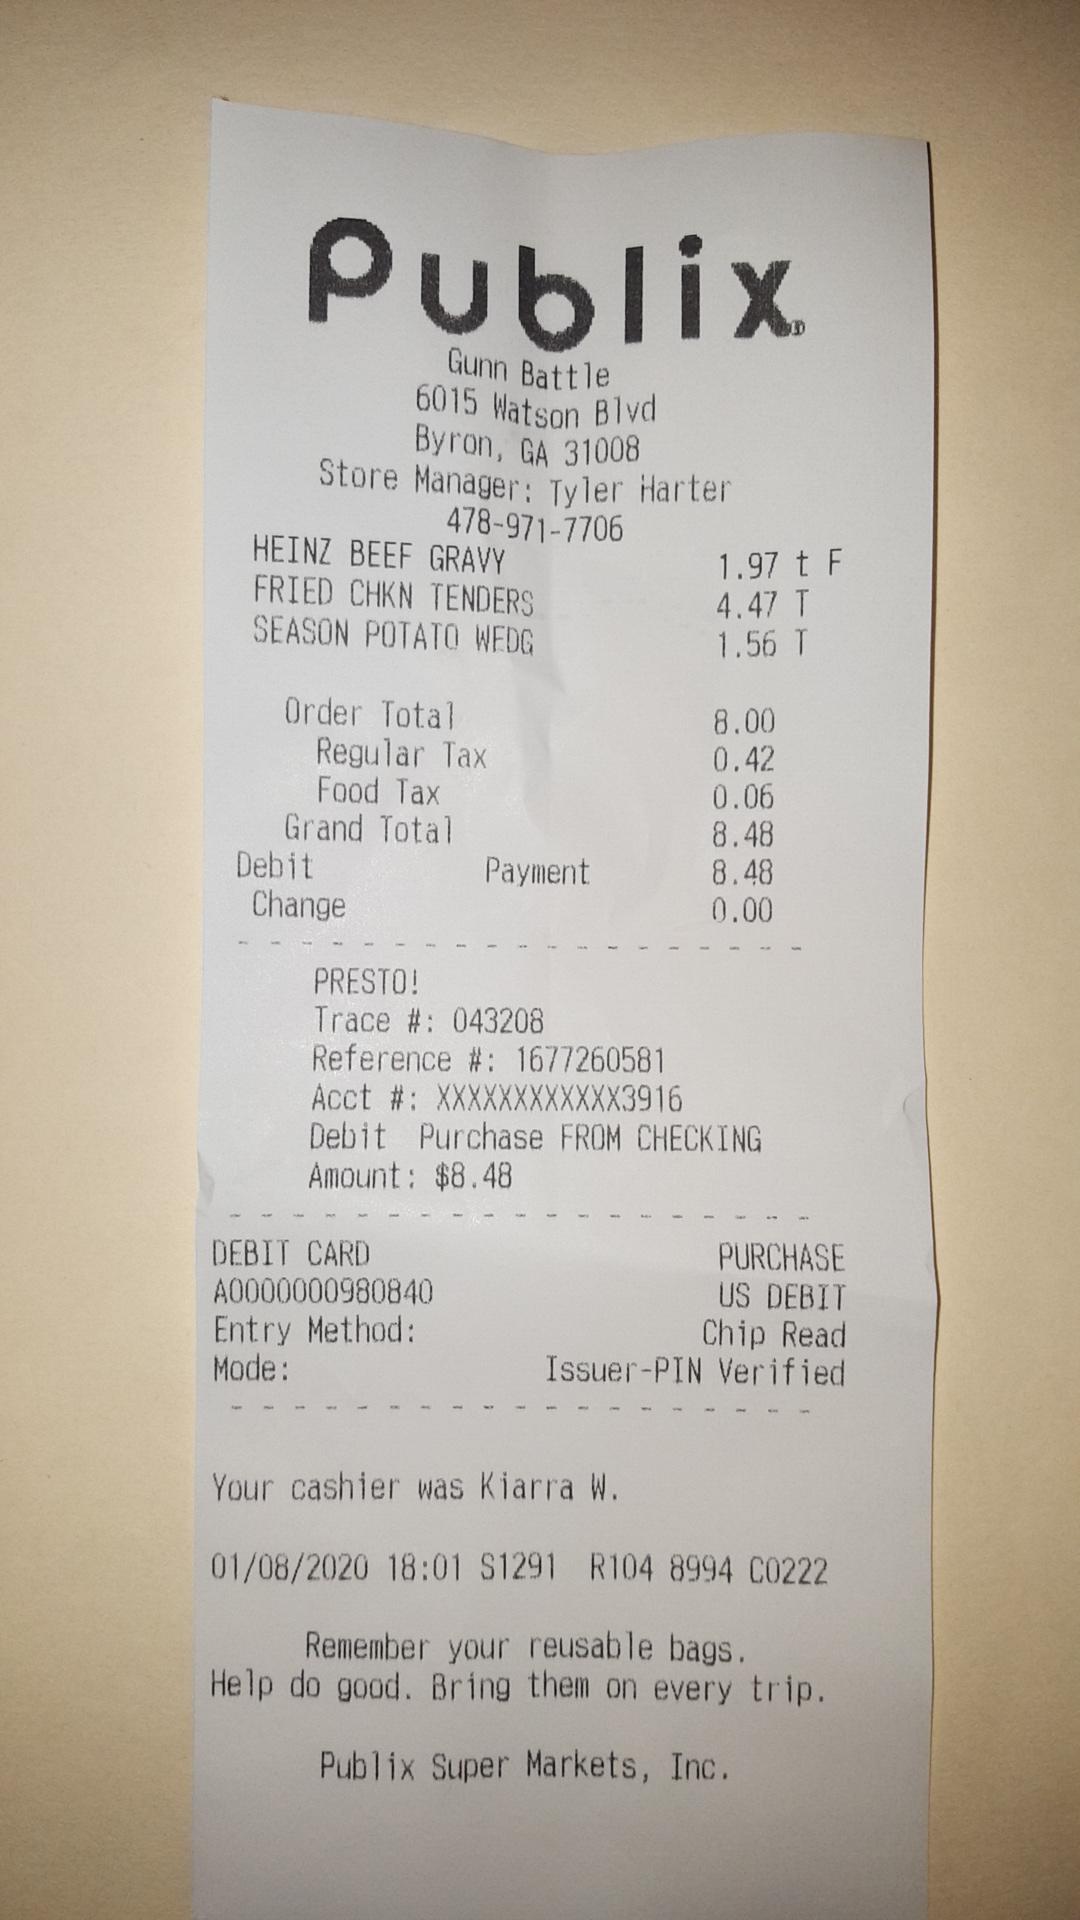 Publix®
Gunn Battle
6015 Watson Blvd
Byron, GA 31008
Store Manager: Tyler Harter
478-971-7706
HEINZ BEEF GRAVY 1.97 t F
FRIED CHKN TENDERS 4.47 T
SEASON POTATO WEDG 1.56 T
Order Total 8.00
Regular Tax 0.42
Food Tax 0.06
Grand Total 8.48
Debit Payment 8.48
Change 0.00
- - - - - - - - - - - - - - - - - - -
PRESTO!
Trace #: 043208
Reference #: 1677260581
Acct #: XXXXXXXXXXXX3916
Debit Purchase FROM CHECKING
Amount: $8.48
- - - - - - - - - - - - - - - - - - -
DEBIT CARD PURCHASE
A0000000980840 US DEBIT
Entry Method: Chip Read
Mode: Issuer-PIN Verified
- - - - - - - - - - - - - - - - - - -
Your cashier was Kiarra W.
01/08/2020 18:01 S1291 R104 8994 C0222
Remember your reusable bags.
Help do good. Bring them on every trip.
Publix Super Markets, Inc.